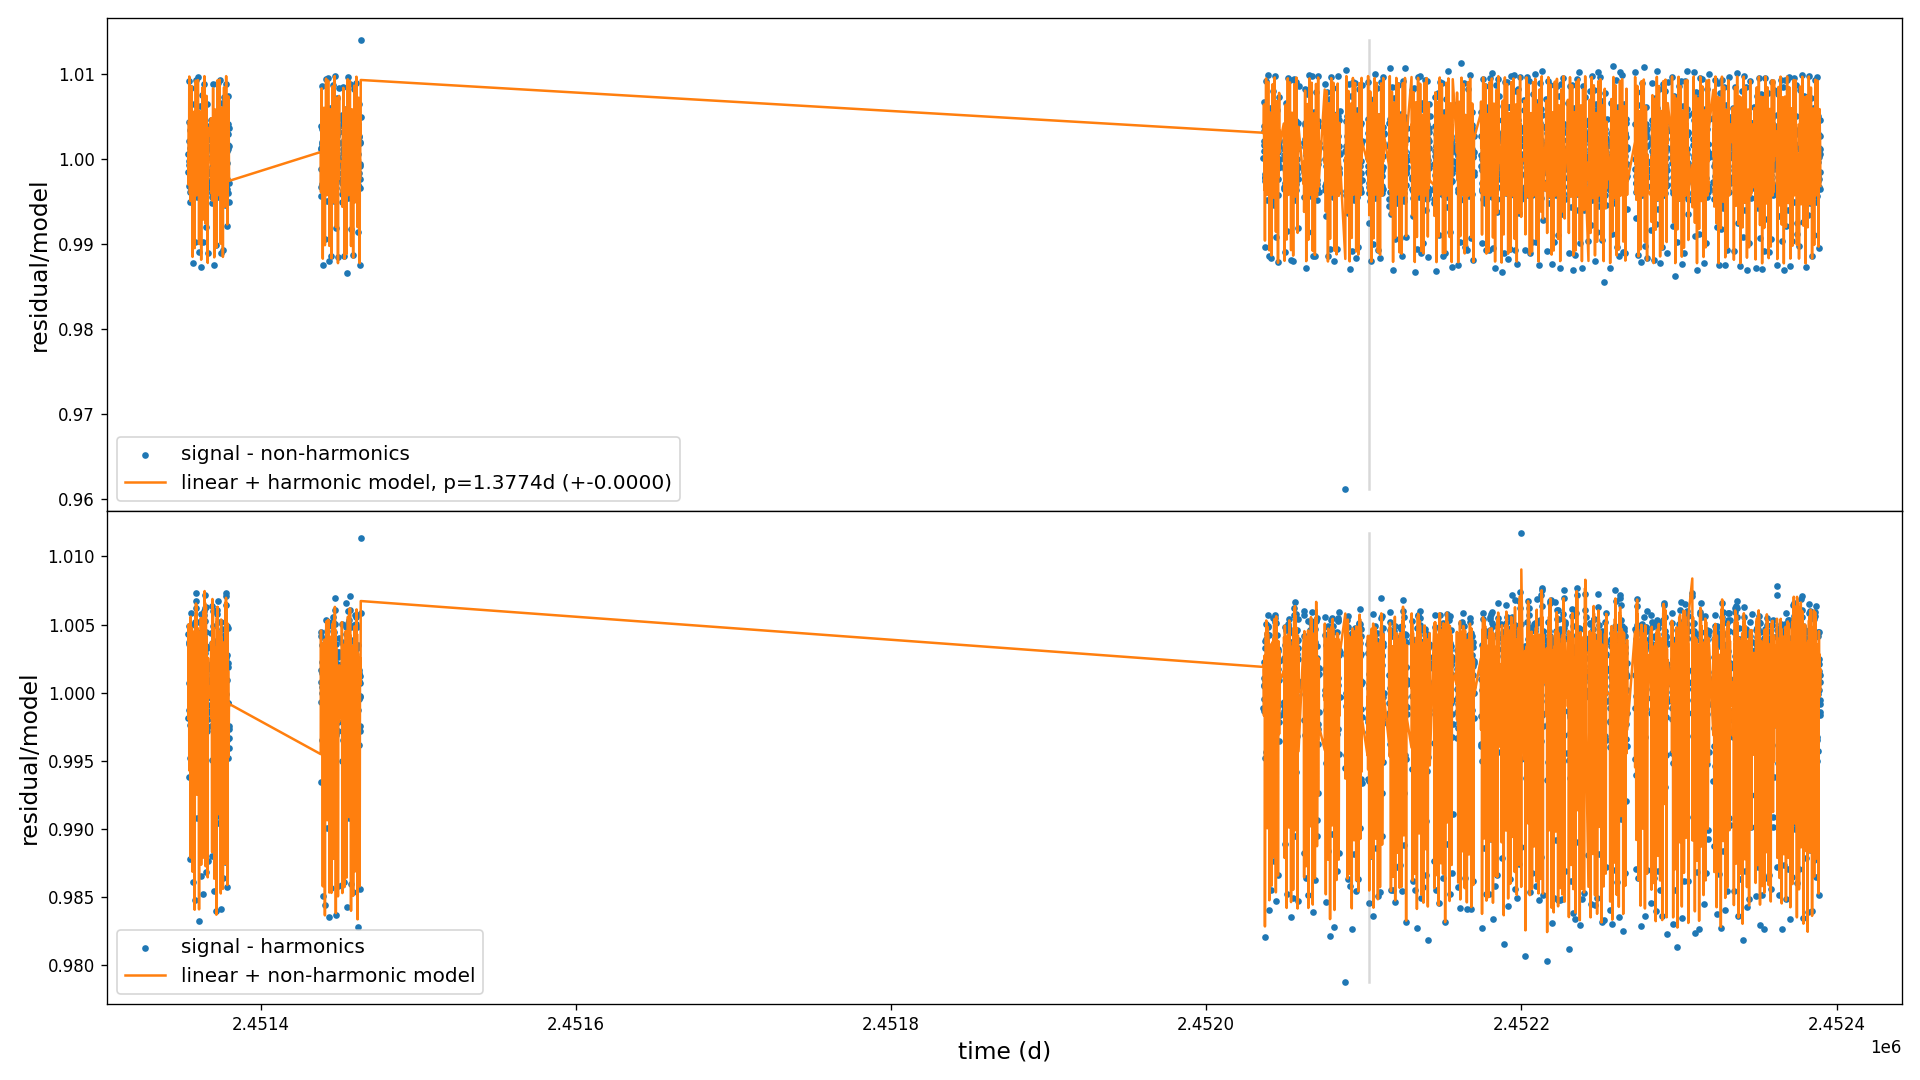 1.01
1.00
0.99
0.98
0.97
0.96
residual/model
signal - non-harmonics
linear + harmonic model, p=1.3774d (+-0.0000)
1.010
1.005
1.000
0.995
0.990
0.985
0.980
residual/model
signal - harmonics
linear + non-harmonic model
2.4514 2.4516 2.4518 2.4520 2.4522 2.4524
1e6
time (d)